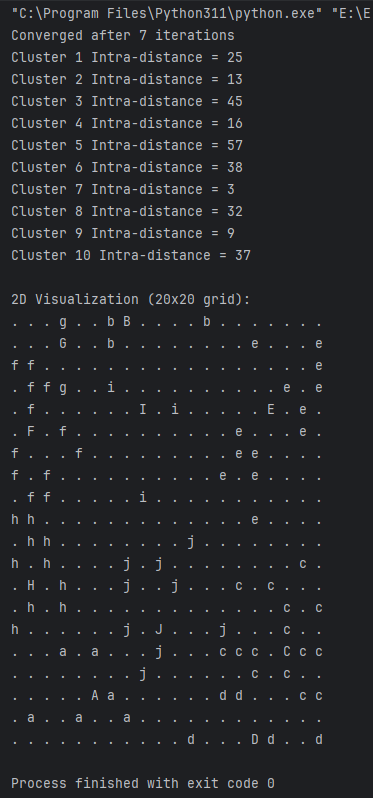 "C:\Program Files\Python311\python.exe" "E:\E
Converged after 7 iterations
Cluster 1 Intra-distance = 25
Cluster 2 Intra-distance = 13
Cluster 3 Intra-distance = 45
Cluster 4 Intra-distance = 16
Cluster 5 Intra-distance = 57
Cluster 6 Intra-distance = 38
Cluster 7 Intra-distance = 3
Cluster 8 Intra-distance = 32
Cluster 9 Intra-distance = 9
Cluster 10 Intra-distance = 37
2D Visualization (20x20 grid):
. . . g . . b B . . . . b . . . . . . .
. . . G . . b . . . . . . . . e . . . e
f f . . . . . . . . . . . . . . . . . e
. f f g . . i . . . . . . . . . . e . e
. f . . . . . . I . i . . . . . E . e .
. F . f . . . . . . . . . . e . . . e .
f . . . f . . . . . . . . . e e . . . .
f . f . . . . . . . . . . e . e . . . .
. f f . . . . . i . . . . . . . . . . .
h h . . . . . . . . . . . . . e . . . .
. h h . . . . . . . . j . . . . . . . .
h . h . . . . j . j . . . . . . . . c .
. H . h . . . j . . j . . . c . c . . .
. h . h . . . . . . . . . . . . . c . c
h . . . . . . j . J . . . j . . . c . .
. . . a . a . . . j . . . c c c . C c c
. . . . . . . . j . . . . . . c . c . .
. . . . . A a . . . . . . d d . . . c c
. a . . a . . a . . . . . . . . . . . .
. . . . . . . . . . . d . . . D d . . d
Process finished with exit code 0